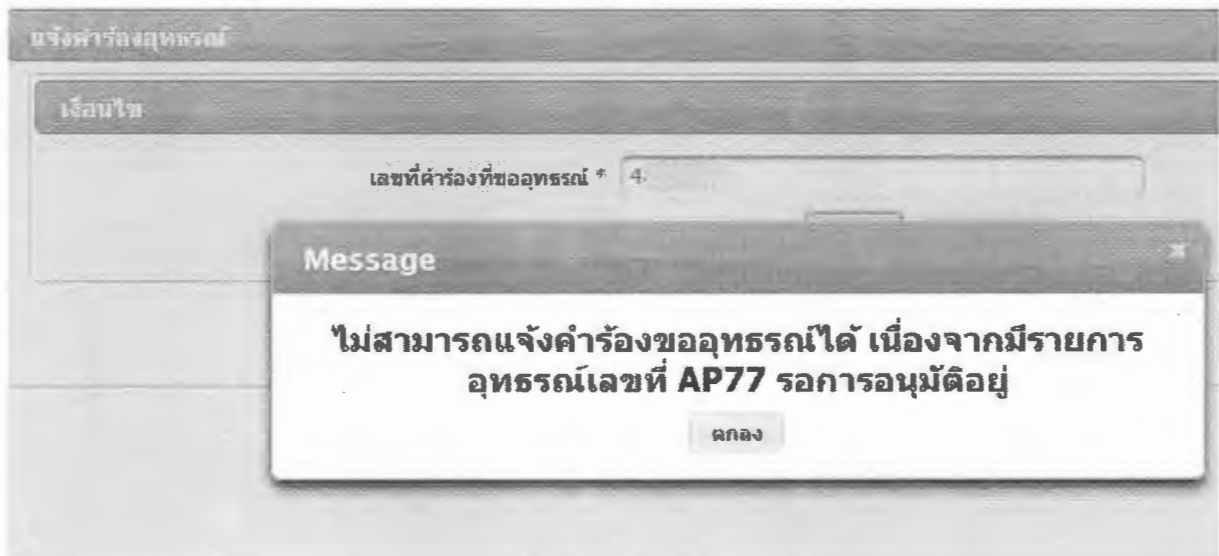 แจ้งคำร้องอุทธรณ์
เงื่อนไข
เลขที่คำร้องที่ขออุทธรณ์ * 4
Message
ไม่สามารถแจ้งคำร้องขออุทธรณ์ได้ เนื่องจากมีรายการ
อุทธรณ์เลขที่ AP77 รอการอนุมัติอยู่
ตกลง